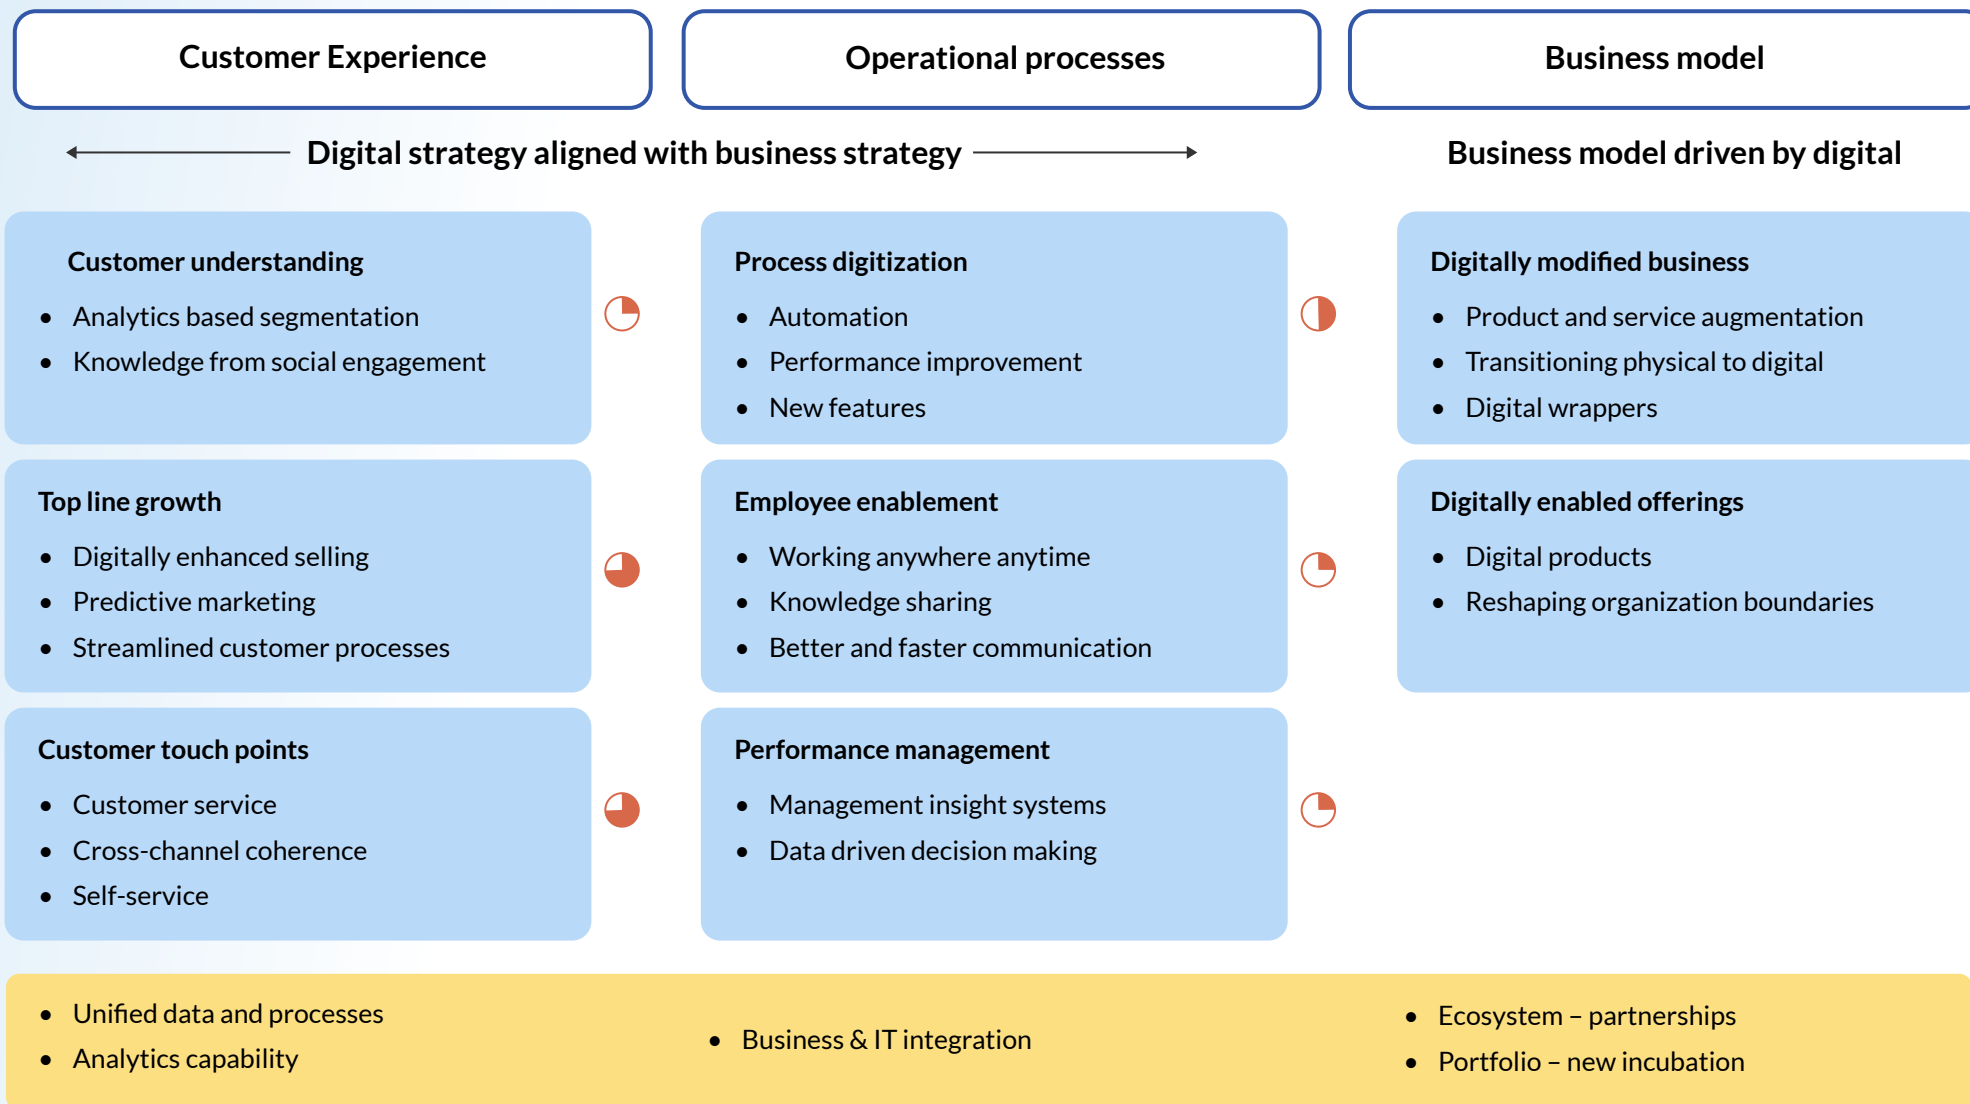 Customer Experience
Operational processes
Business model
Digital strategy aligned with business strategy
Business model driven by digital
Customer understanding
• Analytics based segmentation
• Knowledge from social engagement
Process digitization
• Automation
• Performance improvement
• New features
Digitally modified business
• Product and service augmentation
• Transitioning physical to digital
• Digital wrappers
Top line growth
• Digitally enhanced selling
• Predictive marketing
• Streamlined customer processes
Employee enablement
• Working anywhere anytime
• Knowledge sharing
• Better and faster communication
Digitally enabled offerings
• Digital products
• Reshaping organization boundaries
Customer touch points
• Customer service
• Cross-channel coherence
• Self-service
Performance management
• Management insight systems
• Data driven decision making
• Unified data and processes
• Analytics capability
• Business & IT integration
• Ecosystem – partnerships
• Portfolio – new incubation